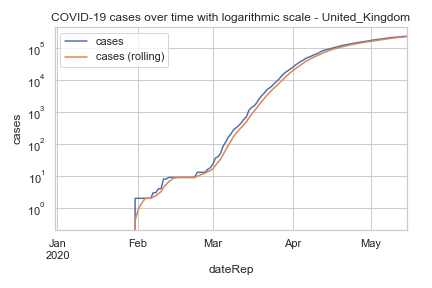 COVID-19 cases over time with logarithmic scale - United_Kingdom
cases
cases (rolling)
10^5
10^4
10^3
10^2
10^1
10^0
cases
Jan Feb Mar Apr May
2020
dateRep